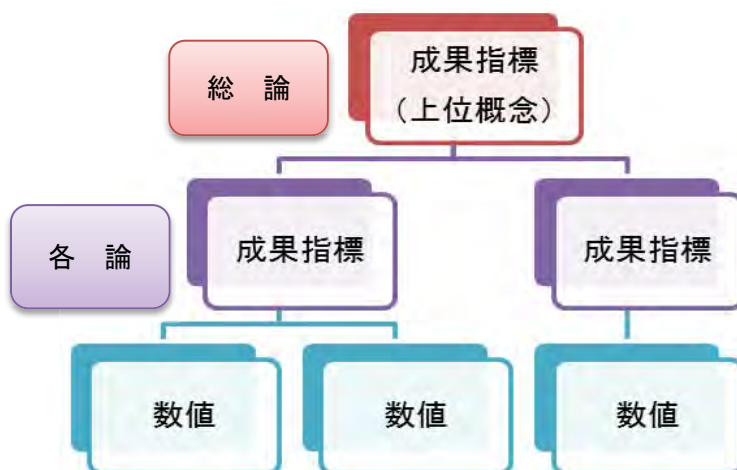 総　論
成果指標
（上位概念）
各　論
成果指標
成果指標
数値
数値
数値